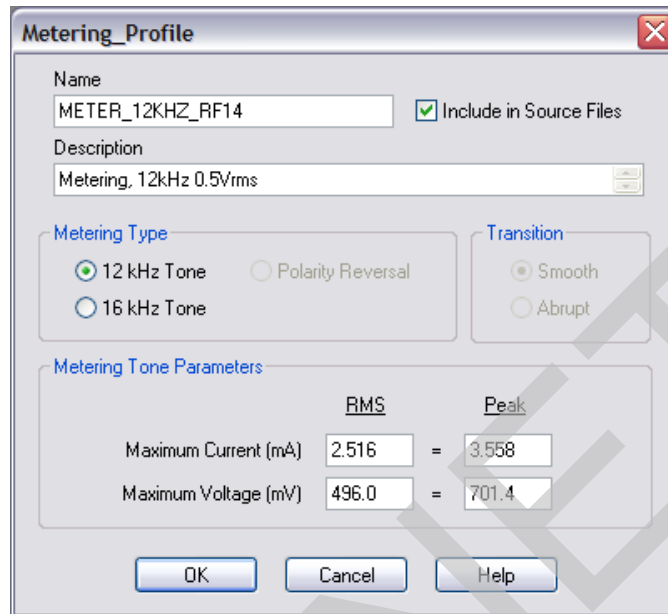 Metering_Profile
Name
METER_12KHZ_RF14
Include in Source Files
Description
Metering, 12kHz 0.5Vrms
Metering Type
Transition
12 kHz Tone Polarity Reversal
Smooth
16 kHz Tone
Abrupt
Metering Tone Parameters
RMS Peak
Maximum Current (mA) 2.516 = 3.558
Maximum Voltage (mV) 496.0 = 701.4
OK Cancel Help